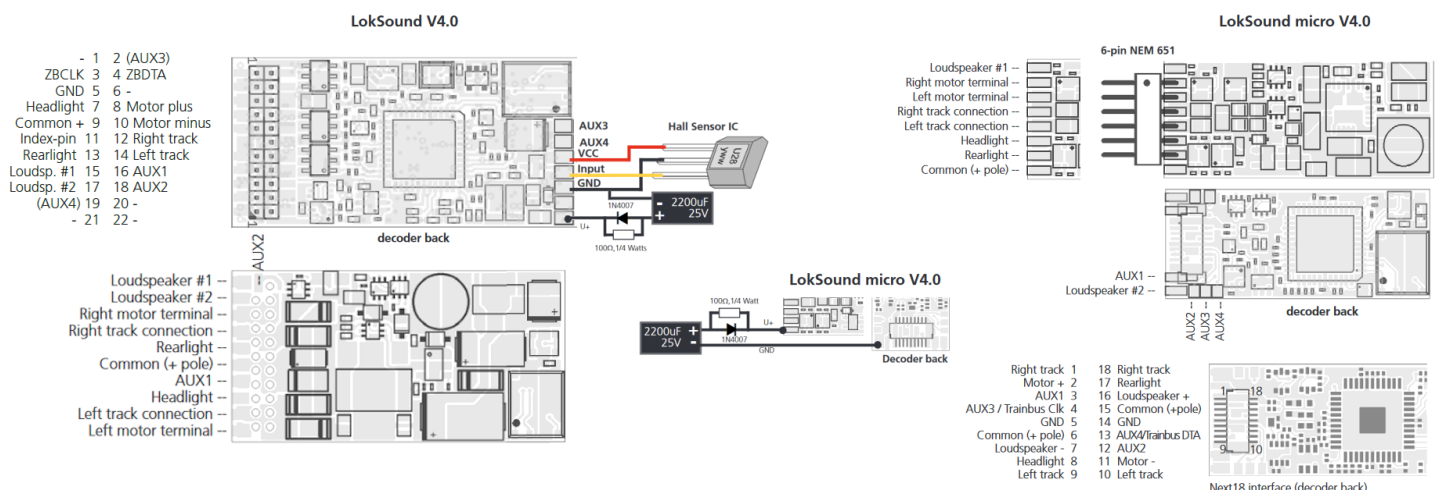 LokSound V4.0
- 1 2 (AUX3)
ZBCLK 3 4 ZBDTA
GND 5 6 -
Headlight 7 8 Motor plus
Common + 9 10 Motor minus
Index-pin 11 12 Right track
Rearlight 13 14 Left track
Loudsp. #1 15 16 AUX1
Loudsp. #2 17 18 AUX2
(AUX4) 19 20 -
- 21 22 -
AUX3
AUX4
VCC
Input
GND
U+
Hall Sensor IC
U28
yww
1N4007
100Ω,1/4 Watts
- 2200uF
+ 25V
decoder back
AUX2 --
Loudspeaker #1 --
Loudspeaker #2 --
Right motor terminal --
Right track connection --
Rearlight --
Common (+ pole) --
AUX1 --
Headlight --
Left track connection --
Left motor terminal --
LokSound micro V4.0
100Ω,1/4 Watt
U+
2200uF +
25V -
1N4007
GND
Decoder back
LokSound micro V4.0
6-pin NEM 651
Loudspeaker #1 --
Right motor terminal --
Left motor terminal --
Right track connection --
Left track connection --
Headlight --
Rearlight --
Common (+ pole) --
AUX1 --
Loudspeaker #2 --
AUX2 --
AUX3 --
AUX4 --
decoder back
Right track 1 18 Right track
Motor + 2 17 Rearlight
AUX1 3 16 Loudspeaker +
AUX3 / Trainbus Clk 4 15 Common (+pole)
GND 5 14 GND
Common (+ pole) 6 13 AUX4/Trainbus DTA
Loudspeaker - 7 12 AUX2
Headlight 8 11 Motor -
Left track 9 10 Left track
1 18
9 10
Next18 interface (decoder back)